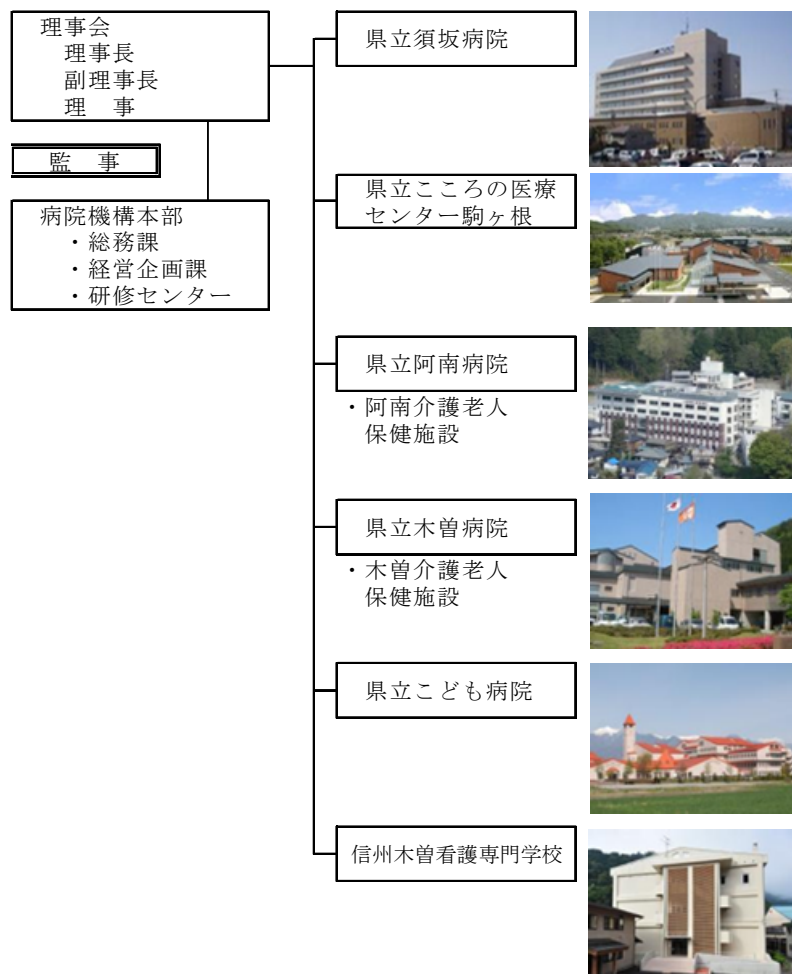 理事会
理事長
副理事長
理　事
監　事
病院機構本部
・総務課
・経営企画課
・研修センター
県立須坂病院
県立こころの医療
センター駒ヶ根
県立阿南病院
・阿南介護老人
保健施設
県立木曽病院
・木曽介護老人
保健施設
県立こども病院
信州木曽看護専門学校